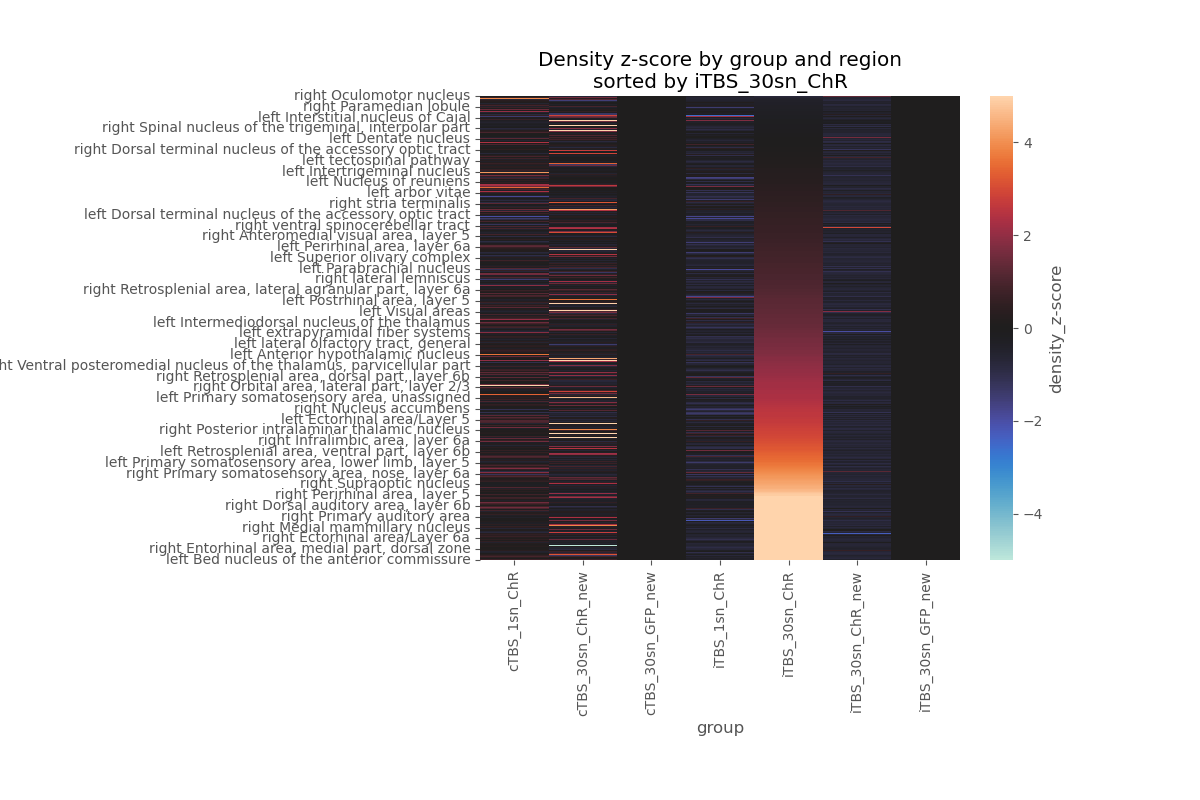 Density z-score by group and region
sorted by iTBS_30sn_ChR
right Oculomotor nucleus
right Paramedian lobule
left Interstitial nucleus of Cajal
right Spinal nucleus of the trigeminal, interpolar part
left Dentate nucleus
right Dorsal terminal nucleus of the accessory optic tract
left tectospinal pathway
left Intertrigeminal nucleus
left Nucleus of reuniens
left arbor vitae
right stria terminalis
left Dorsal terminal nucleus of the accessory optic tract
right ventral spinocerebellar tract
right Anteromedial visual area, layer 5
left Perirhinal area, layer 6a
left Superior olivary complex
left Parabrachial nucleus
right lateral lemniscus
right Retrosplenial area, lateral agranular part, layer 6a
left Postrhinal area, layer 5
left Visual areas
left Intermediodorsal nucleus of the thalamus
left extrapyramidal fiber systems
left lateral olfactory tract, general
left Anterior hypothalamic nucleus
ht Ventral posteromedial nucleus of the thalamus, parvicellular part
right Retrosplenial area, dorsal part, layer 6b
right Orbital area, lateral part, layer 2/3
left Primary somatosensory area, unassigned
right Nucleus accumbens
left Ectorhinal area/Layer 5
right Posterior intralaminar thalamic nucleus
right Infralimbic area, layer 6a
left Retrosplenial area, ventral part, layer 6b
left Primary somatosensory area, lower limb, layer 5
right Primary somatosensory area, nose, layer 6a
right Supraoptic nucleus
right Perirhinal area, layer 5
right Dorsal auditory area, layer 6b
right Primary auditory area
right Medial mammillary nucleus
right Ectorhinal area/Layer 6a
right Entorhinal area, medial part, dorsal zone
left Bed nucleus of the anterior commissure
cTBS_1sn_ChR
cTBS_30sn_ChR_new
cTBS_30sn_GFP_new
iTBS_1sn_ChR
iTBS_30sn_ChR
iTBS_30sn_ChR_new
iTBS_30sn_GFP_new
group
4
2
0
−2
−4
density_z-score